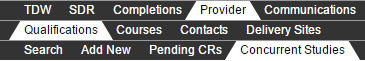 TDW SDR Completions Provider Communications
Qualifications Courses Contacts Delivery Sites
Search Add New Pending CRs Concurrent Studies